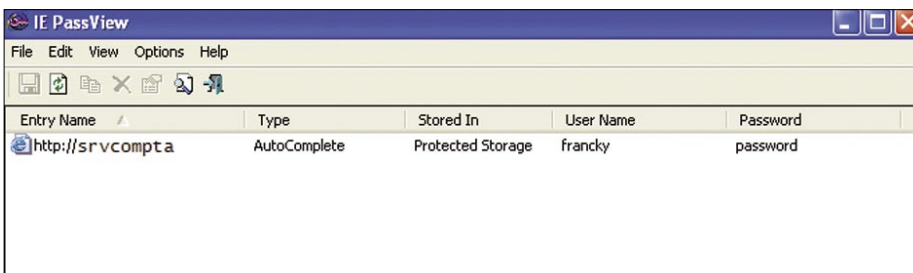 IE PassView
File Edit View Options Help
Entry Name Type Stored In User Name Password
http://srvcompta AutoComplete Protected Storage francky password